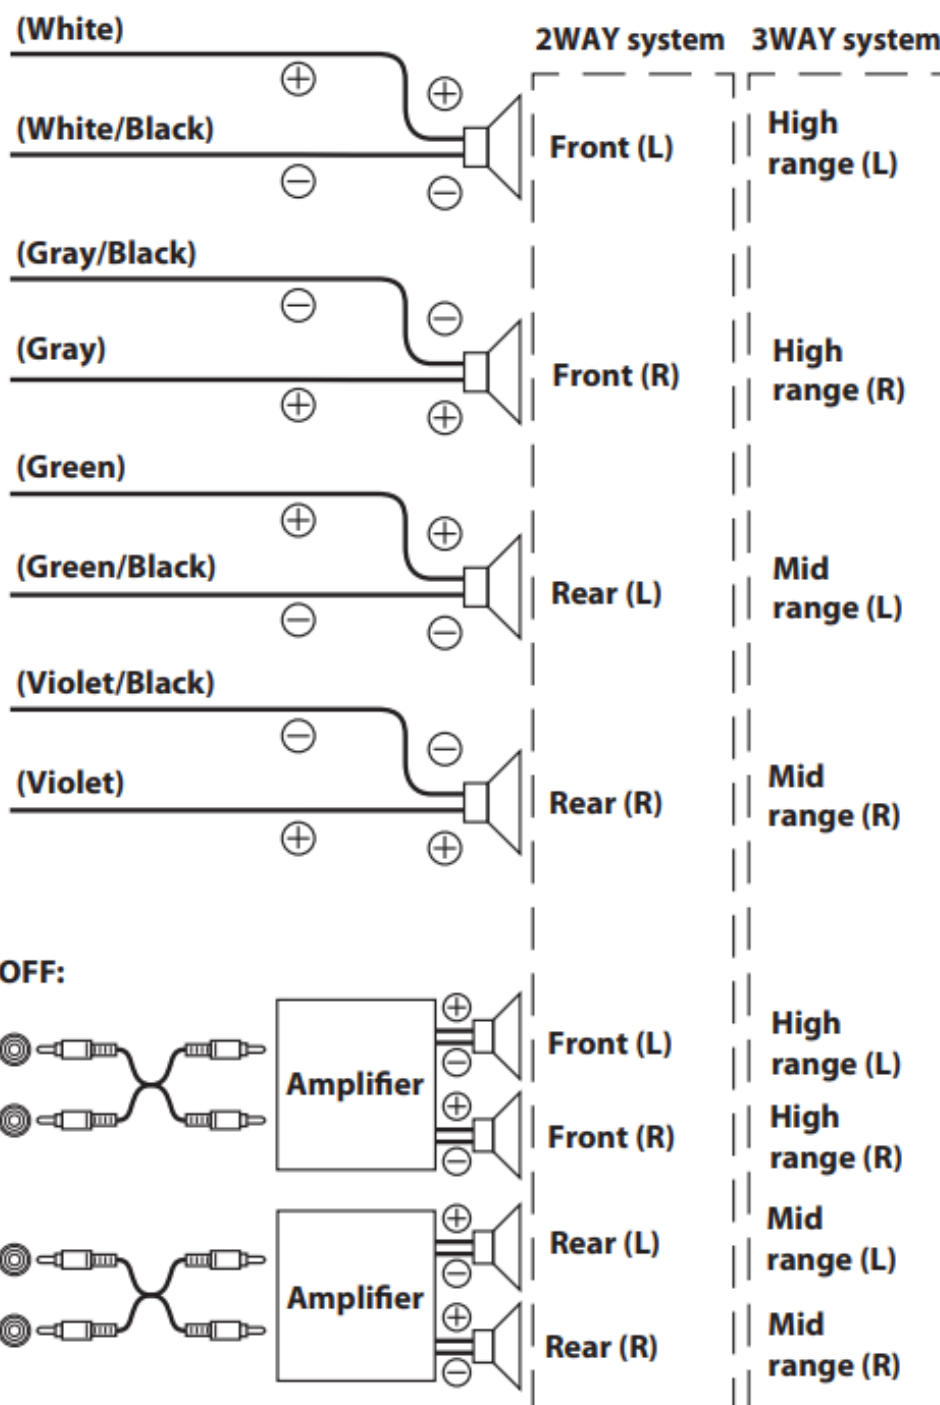 (White)
2WAY system
3WAY system
(White/Black)
Front (L)
High
range (L)
(Gray/Black)
(Gray)
Front (R)
High
range (R)
(Green)
(Green/Black)
Rear (L)
Mid
range (L)
(Violet/Black)
(Violet)
Rear (R)
Mid
range (R)
OFF:
Amplifier
Front (L)
High
range (L)
Front (R)
High
range (R)
Amplifier
Rear (L)
Mid
range (L)
Rear (R)
Mid
range (R)